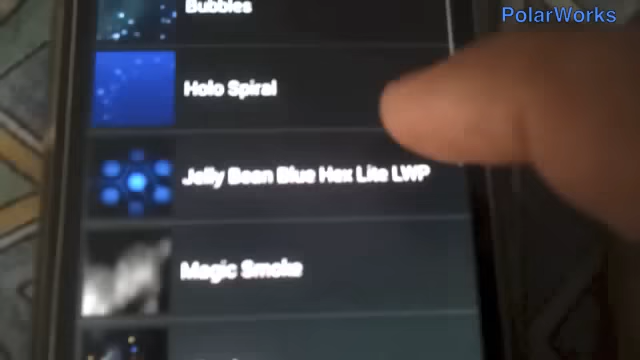 PolarWorks
Bubbles
Holo Spiral
Jelly Bean Blue Hex Lite LWP
Magic Smoke